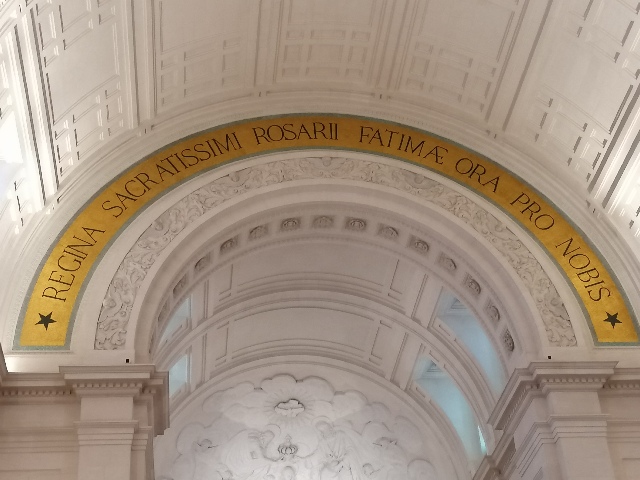 REGINA SACRATISSIMI ROSARII FATIMÆ ORA PRO NOBIS